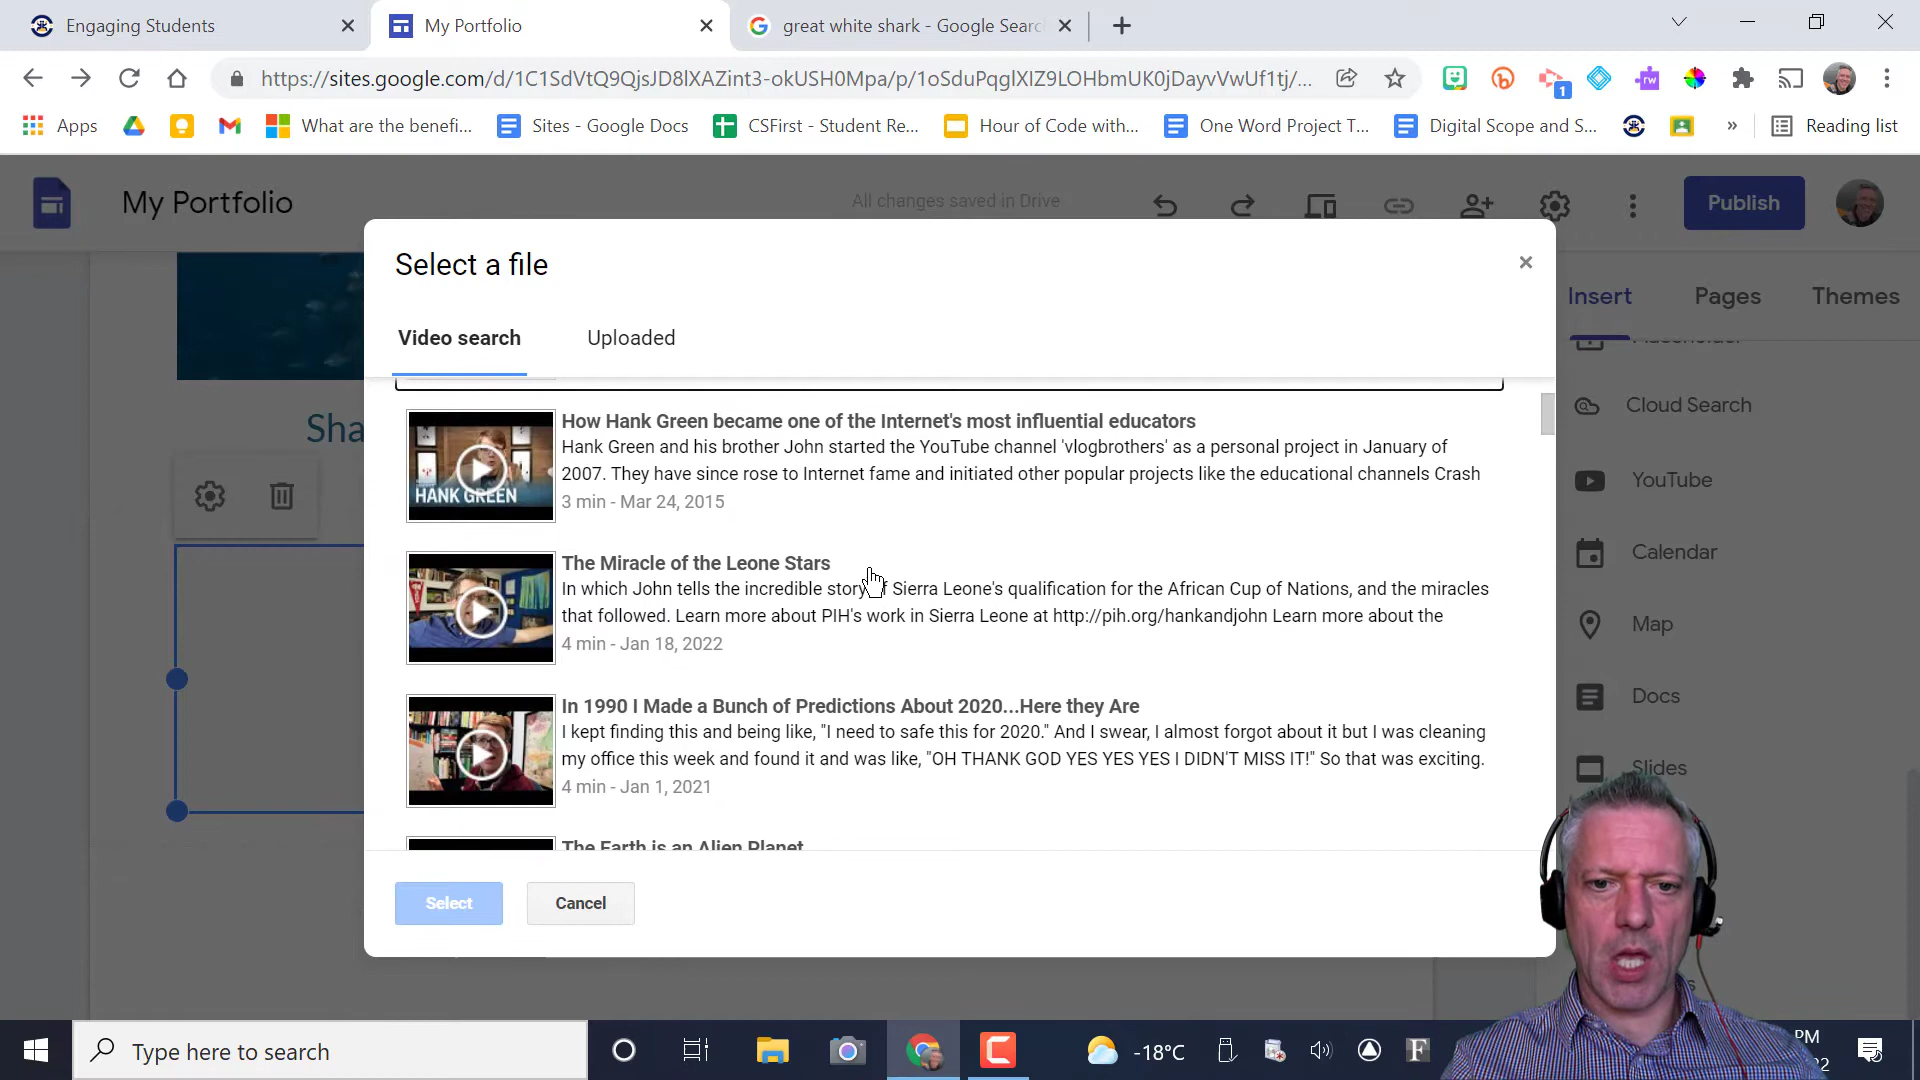 Engaging Students
My Portfolio
great white shark - Google Search
https://sites.google.com/d/1C1SdVtQ9QjsJD8lXAZint3-okUSH0Mpa/p/1oSduPqglXIZ9LOHbmUK0jDayvVwUf1tj/...
1
rw
Apps
What are the benefi...
Sites - Google Docs
CSFirst - Student Re...
Hour of Code with...
One Word Project T...
Digital Scope and S...
»
Reading list
My Portfolio
All changes saved in Drive
Publish
Select a file
Video search
Uploaded
Insert
Pages
Themes
How Hank Green became one of the Internet's most influential educators
Hank Green and his brother John started the YouTube channel 'vlogbrothers' as a personal project in January of
2007. They have since rose to Internet fame and initiated other popular projects like the educational channels Crash
3 min - Mar 24, 2015
HANK GREEN
The Miracle of the Leone Stars
In which John tells the incredible story of Sierra Leone's qualification for the African Cup of Nations, and the miracles
that followed. Learn more about PIH's work in Sierra Leone at http://pih.org/hankandjohn Learn more about the
4 min - Jan 18, 2022
In 1990 I Made a Bunch of Predictions About 2020...Here they Are
I kept finding this and being like, "I need to safe this for 2020." And I swear, I almost forgot about it but I was cleaning
my office this week and found it and was like, "OH THANK GOD YES YES YES I DIDN'T MISS IT!" So that was exciting.
4 min - Jan 1, 2021
The Earth is an Alien Planet
Select
Cancel
Sha
Placeholder
Cloud Search
YouTube
Calendar
Map
Docs
Slides
Type here to search
-18°C
F
PM